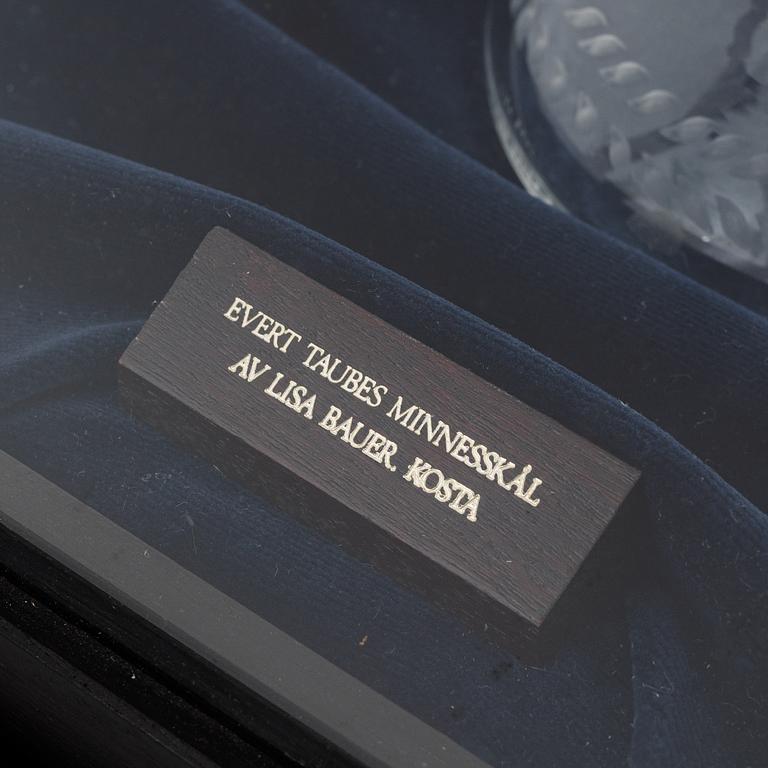 EVERT TAUBES MINNESSKÅL
AV LISA BAUER. KOSTA